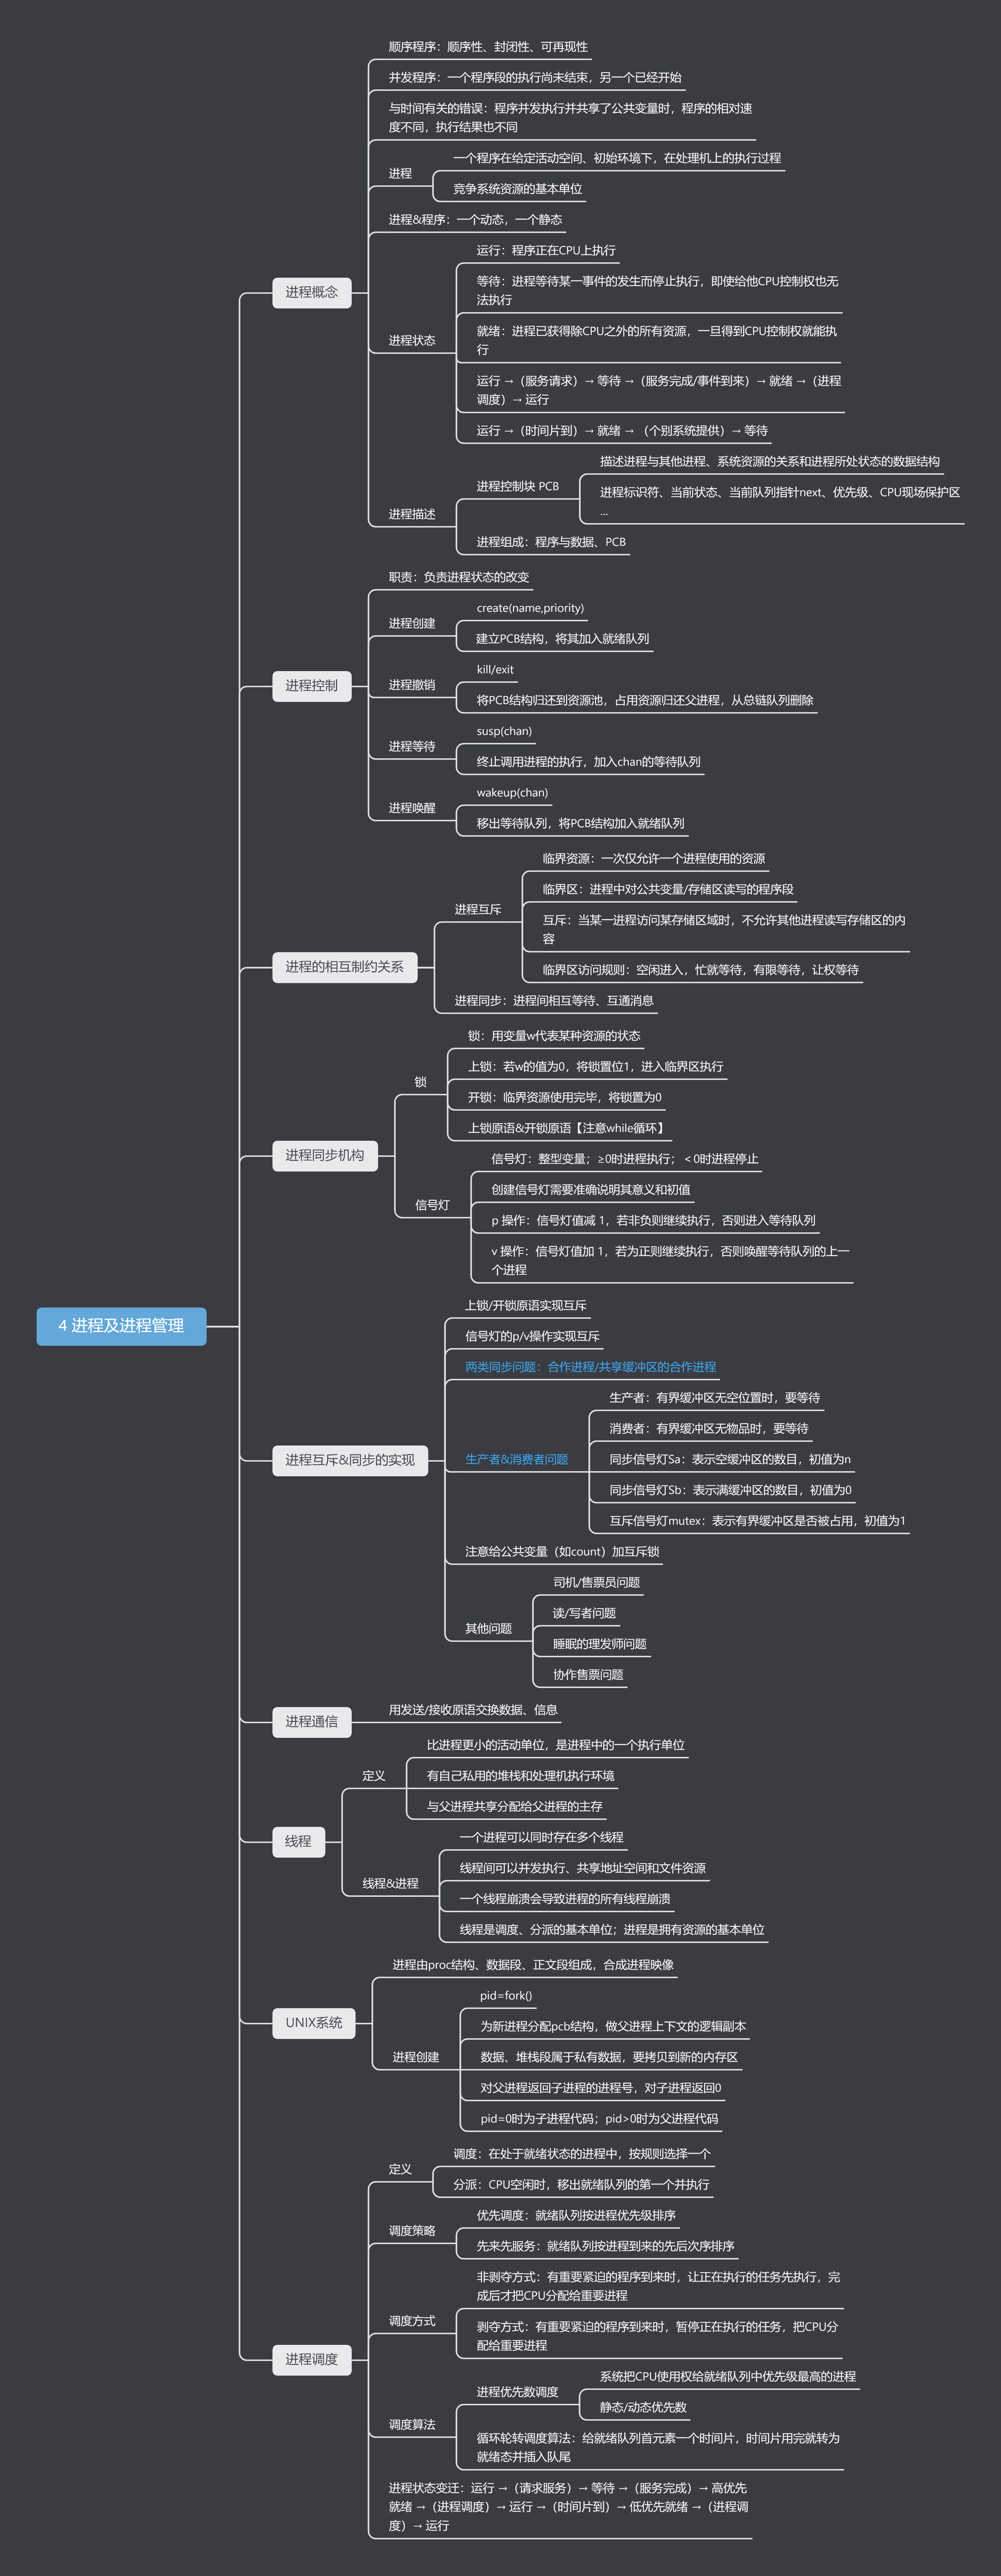 顺序程序：顺序性、封闭性、可再现性
并发程序：一个程序段的执行尚未结束，另一个已经开始
与时间有关的错误：程序并发执行并共享了公共变量时，程序的相对速
度不同，执行结果也不同
进程
一个程序在给定活动空间、初始环境下，在处理机上的执行过程
竞争系统资源的基本单位
进程&程序：一个动态，一个静态
进程概念
进程状态
运行：程序正在CPU上执行
等待：进程等待某一事件的发生而停止执行，即使给他CPU控制权也无
法执行
就绪：进程已获得除CPU之外的所有资源，一旦得到CPU控制权就能执
行
运行 →（服务请求）→ 等待 →（服务完成/事件到来）→ 就绪 →（进程
调度）→ 运行
运行 →（时间片到）→ 就绪 → （个别系统提供）→ 等待
进程描述
进程控制块 PCB
描述进程与其他进程、系统资源的关系和进程所处状态的数据结构
进程标识符、当前状态、当前队列指针next、优先级、CPU现场保护区
...
进程组成：程序与数据、PCB
进程控制
职责：负责进程状态的改变
进程创建
create(name,priority)
建立PCB结构，将其加入就绪队列
进程撤销
kill/exit
将PCB结构归还到资源池，占用资源归还父进程，从总链队列删除
进程等待
susp(chan)
终止调用进程的执行，加入chan的等待队列
进程唤醒
wakeup(chan)
移出等待队列，将PCB结构加入就绪队列
进程的相互制约关系
进程互斥
临界资源：一次仅允许一个进程使用的资源
临界区：进程中对公共变量/存储区读写的程序段
互斥：当某一进程访问某存储区域时，不允许其他进程读写存储区的内
容
临界区访问规则：空闲进入，忙就等待，有限等待，让权等待
进程同步：进程间相互等待、互通消息
进程同步机构
锁
锁：用变量w代表某种资源的状态
上锁：若w的值为0，将锁置位1，进入临界区执行
开锁：临界资源使用完毕，将锁置为0
上锁原语&开锁原语【注意while循环】
信号灯
信号灯：整型变量；≥0时进程执行；＜0时进程停止
创建信号灯需要准确说明其意义和初值
p 操作：信号灯值减 1，若非负则继续执行，否则进入等待队列
v 操作：信号灯值加 1，若为正则继续执行，否则唤醒等待队列的上一
个进程
4 进程及进程管理
进程互斥&同步的实现
上锁/开锁原语实现互斥
信号灯的p/v操作实现互斥
两类同步问题：合作进程/共享缓冲区的合作进程
生产者&消费者问题
生产者：有界缓冲区无空位置时，要等待
消费者：有界缓冲区无物品时，要等待
同步信号灯Sa：表示空缓冲区的数目，初值为n
同步信号灯Sb：表示满缓冲区的数目，初值为0
互斥信号灯mutex：表示有界缓冲区是否被占用，初值为1
注意给公共变量（如count）加互斥锁
其他问题
司机/售票员问题
读/写者问题
睡眠的理发师问题
协作售票问题
进程通信
用发送/接收原语交换数据、信息
线程
定义
比进程更小的活动单位，是进程中的一个执行单位
有自己私用的堆栈和处理机执行环境
与父进程共享分配给父进程的主存
线程&进程
一个进程可以同时存在多个线程
线程间可以并发执行、共享地址空间和文件资源
一个线程崩溃会导致进程的所有线程崩溃
线程是调度、分派的基本单位；进程是拥有资源的基本单位
UNIX系统
进程由proc结构、数据段、正文段组成，合成进程映像
进程创建
pid=fork()
为新进程分配pcb结构，做父进程上下文的逻辑副本
数据、堆栈段属于私有数据，要拷贝到新的内存区
对父进程返回子进程的进程号，对子进程返回0
pid=0时为子进程代码；pid>0时为父进程代码
进程调度
定义
调度：在处于就绪状态的进程中，按规则选择一个
分派：CPU空闲时，移出就绪队列的第一个并执行
调度策略
优先调度：就绪队列按进程优先级排序
先来先服务：就绪队列按进程到来的先后次序排序
调度方式
非剥夺方式：有重要紧迫的程序到来时，让正在执行的任务先执行，完
成后才把CPU分配给重要进程
剥夺方式：有重要紧迫的程序到来时，暂停正在执行的任务，把CPU分
配给重要进程
调度算法
进程优先数调度
系统把CPU使用权给就绪队列中优先级最高的进程
静态/动态优先数
循环轮转调度算法：给就绪队列首元素一个时间片，时间片用完就转为
就绪态并插入队尾
进程状态变迁：运行 →（请求服务）→ 等待 →（服务完成）→ 高优先
就绪 →（进程调度）→ 运行 →（时间片到）→ 低优先就绪 →（进程调
度）→ 运行